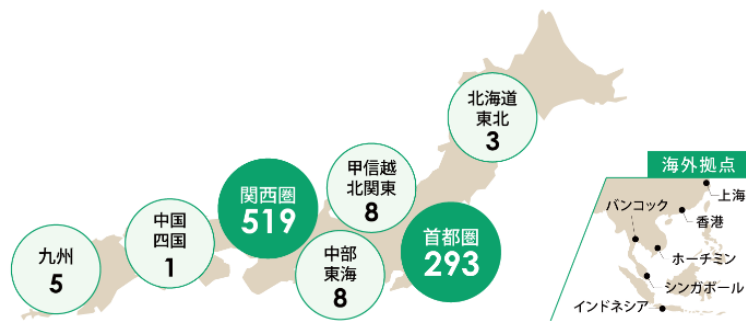 北海道
東北
3
甲信越
北関東
8
関西圏
519
首都圏
293
中部
東海
8
中国
四国
1
九州
5
海外拠点
上海
バンコック
香港
ホーチミン
シンガポール
インドネシア